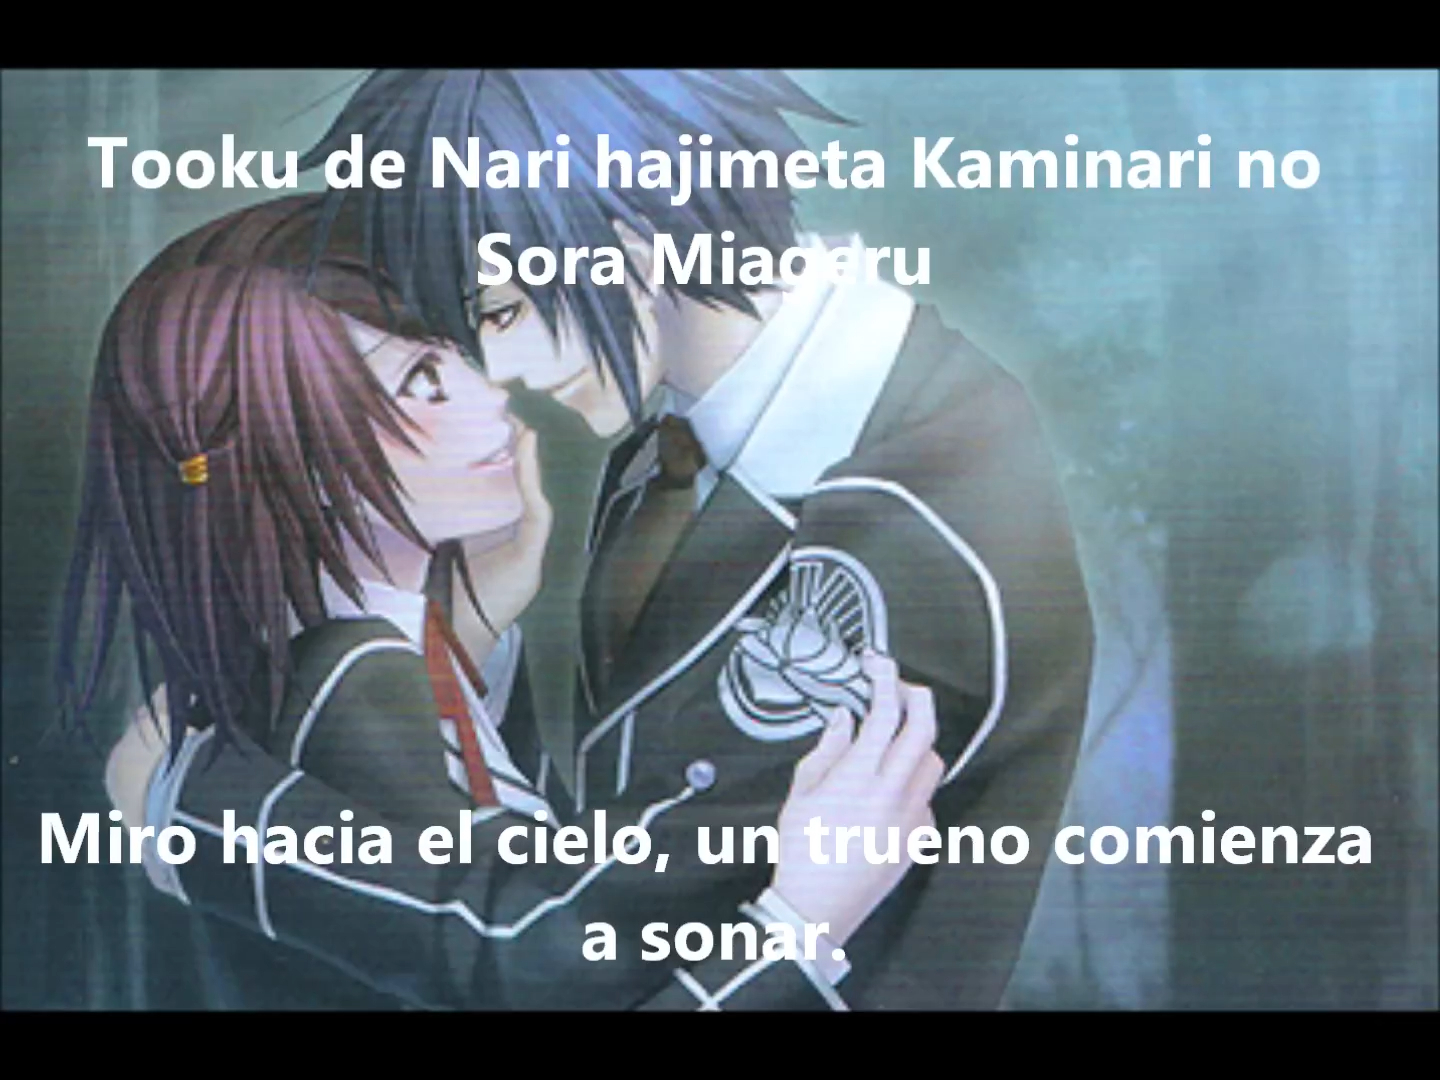 Tooku de Nari hajimeta Kaminari no
Sora Miageru
Miro hacia el cielo, un trueno comienza
a sonar.